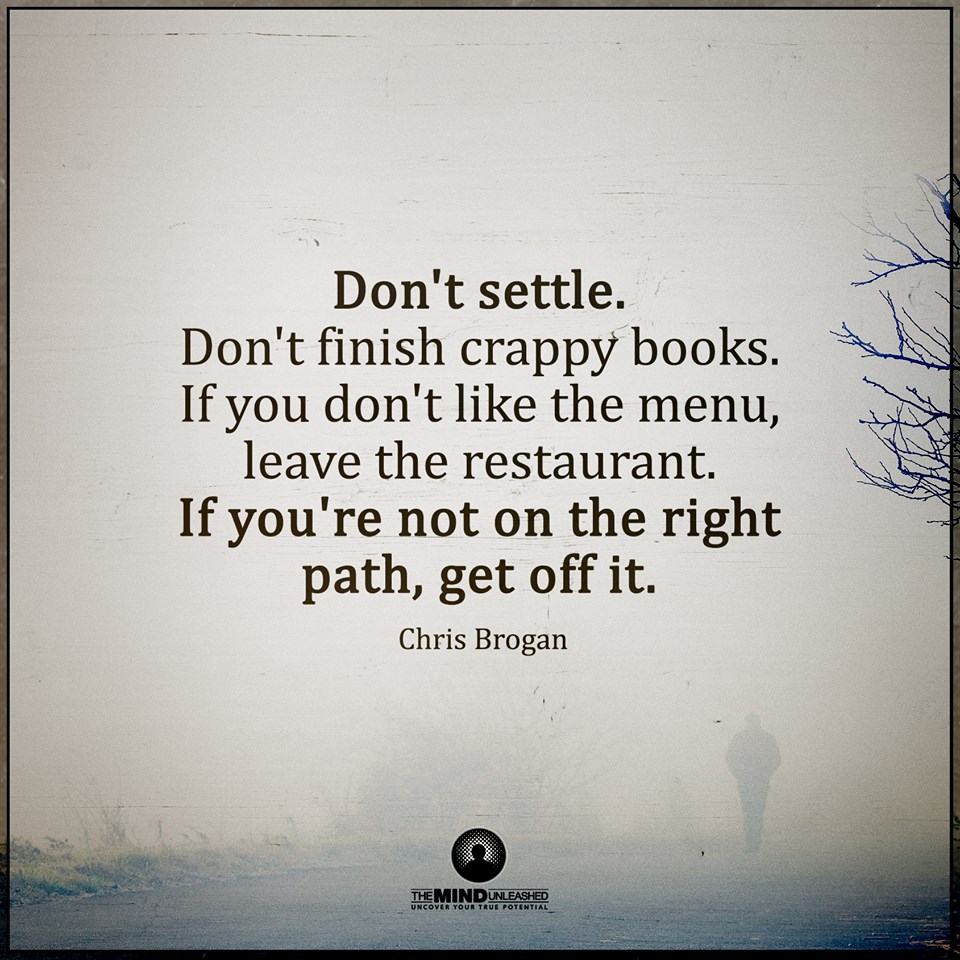 Don't settle.
Don't finish crappy books.
If you don't like the menu,
leave the restaurant.
If you're not on the right
path, get off it.
Chris Brogan
THE MIND UNLEASHED
UNCOVER YOUR TRUE POTENTIAL